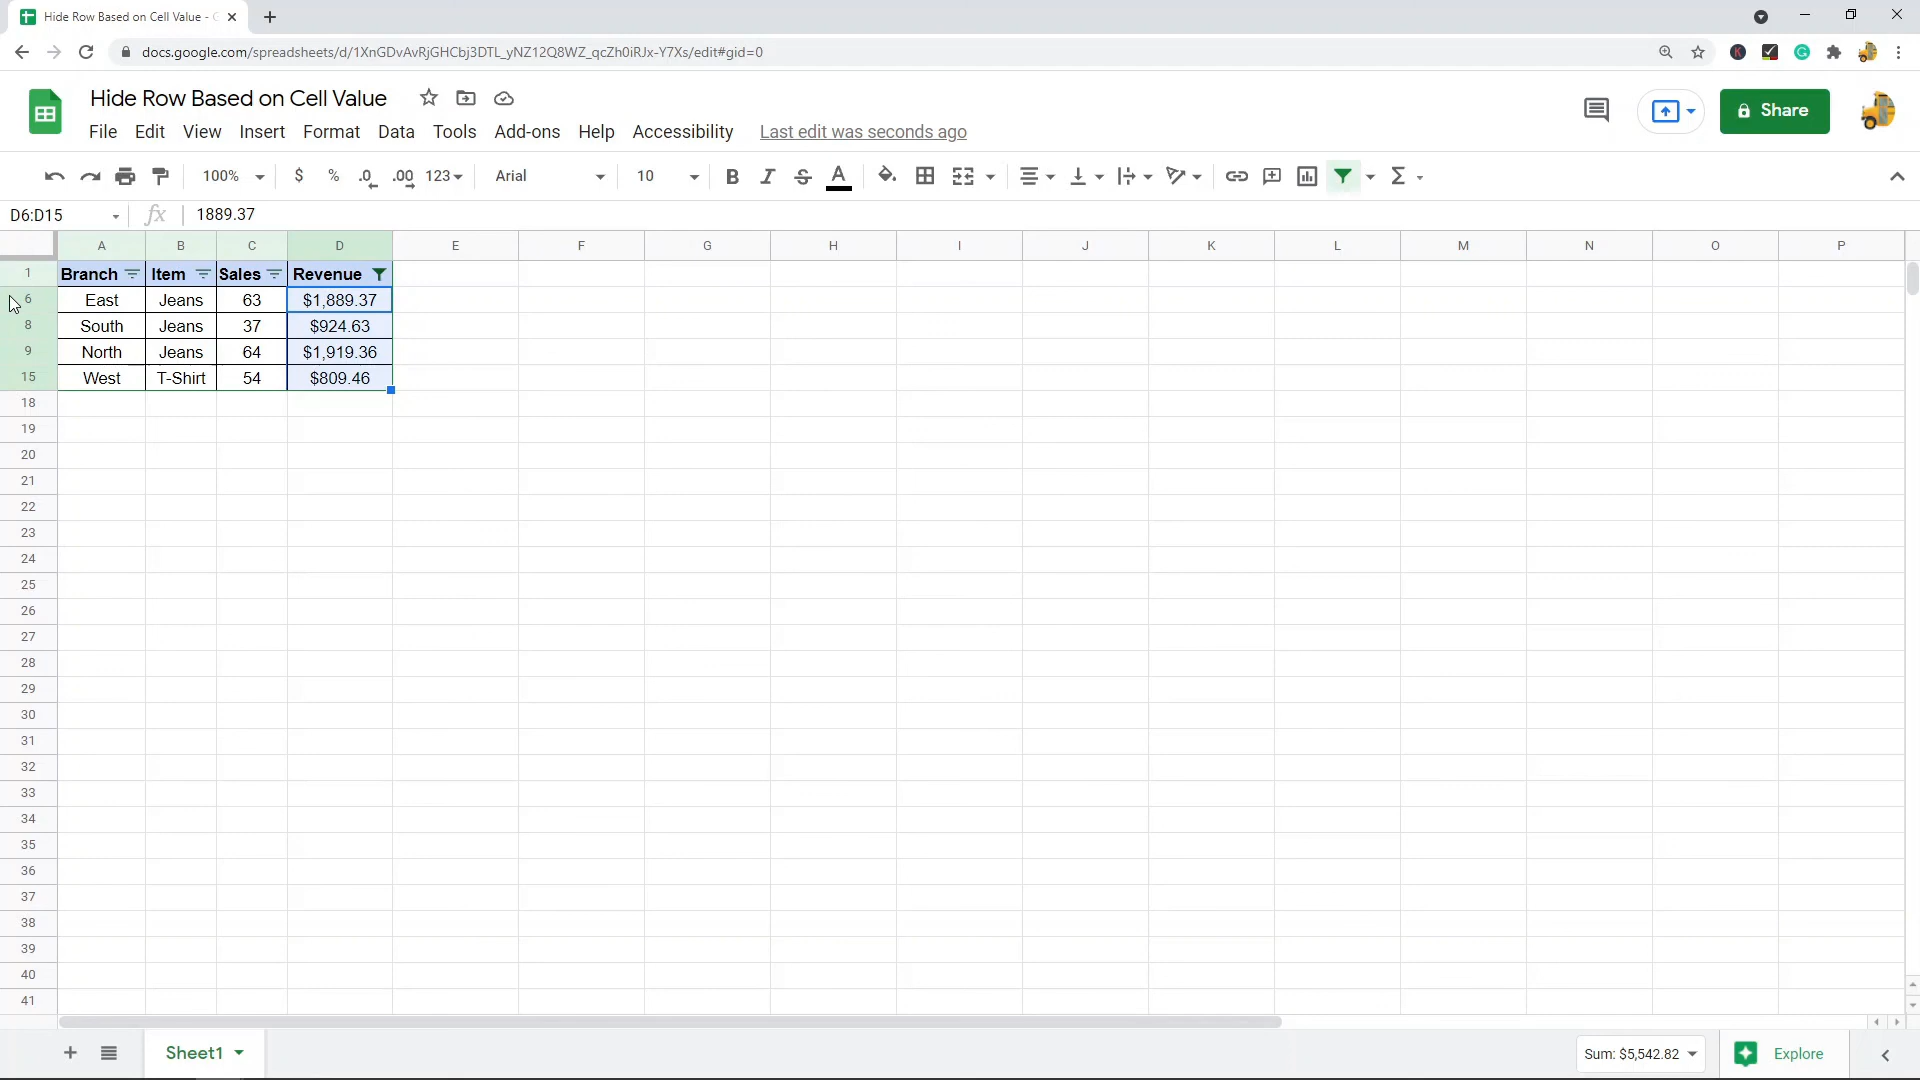 Hide Row Based on Cell Value - G
docs.google.com/spreadsheets/d/1XnGDvAvRjGHCbj3DTL_yNZ12Q8WZ_qcZh0iRJx-Y7Xs/edit#gid=0
Hide Row Based on Cell Value
Share
File Edit View Insert Format Data Tools Add-ons Help Accessibility Last edit was seconds ago
100% $ % .0 .00 123 Arial 10 B I S A Σ
D6:D15 fx 1889.37
A B C D E F G H I J K L M N O P
1 Branch Item Sales Revenue
6 East Jeans 63 $1,889.37
8 South Jeans 37 $924.63
9 North Jeans 64 $1,919.36
15 West T-Shirt 54 $809.46
18
19
20
21
22
23
24
25
26
27
28
29
30
31
32
33
34
35
36
37
38
39
40
41
Sheet1 Sum: $5,542.82 Explore